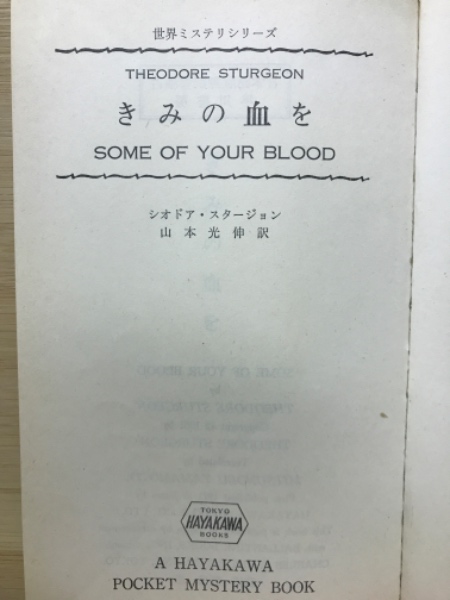 世界ミステリシリーズ
THEODORE STURGEON
きみの血を
SOME OF YOUR BLOOD
シオドア・スタージョン
山本光伸訳
TOKYO
HAYAKAWA
BOOKS
A HAYAKAWA
POCKET MYSTERY BOOK